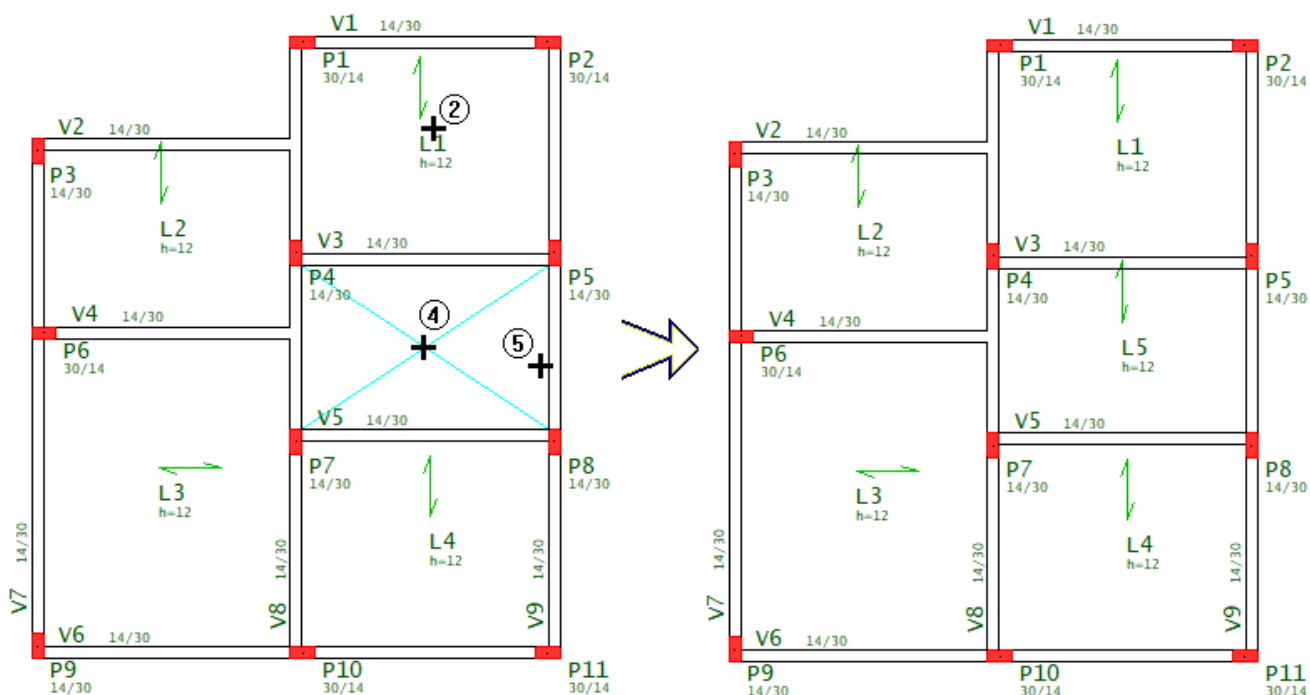 V1 14/30
P1
30/14
P2
30/14
②
L1
h=12
V2 14/30
P3
14/30
L2
h=12
V3 14/30
P4
14/30
P5
14/30
④
⑤
V4 14/30
P6
30/14
V5 14/30
P7
14/30
P8
14/30
L3
h=12
L4
h=12
V7 14/30
V8 14/30
V9 14/30
V6 14/30
P9
14/30
P10
30/14
P11
30/14
V1 14/30
P1
30/14
P2
30/14
L1
h=12
V2 14/30
P3
14/30
L2
h=12
V3 14/30
P4
14/30
P5
14/30
V4 14/30
P6
30/14
L5
h=12
V5 14/30
P7
14/30
P8
14/30
L3
h=12
L4
h=12
V7 14/30
V8 14/30
V9 14/30
V6 14/30
P9
14/30
P10
30/14
P11
30/14